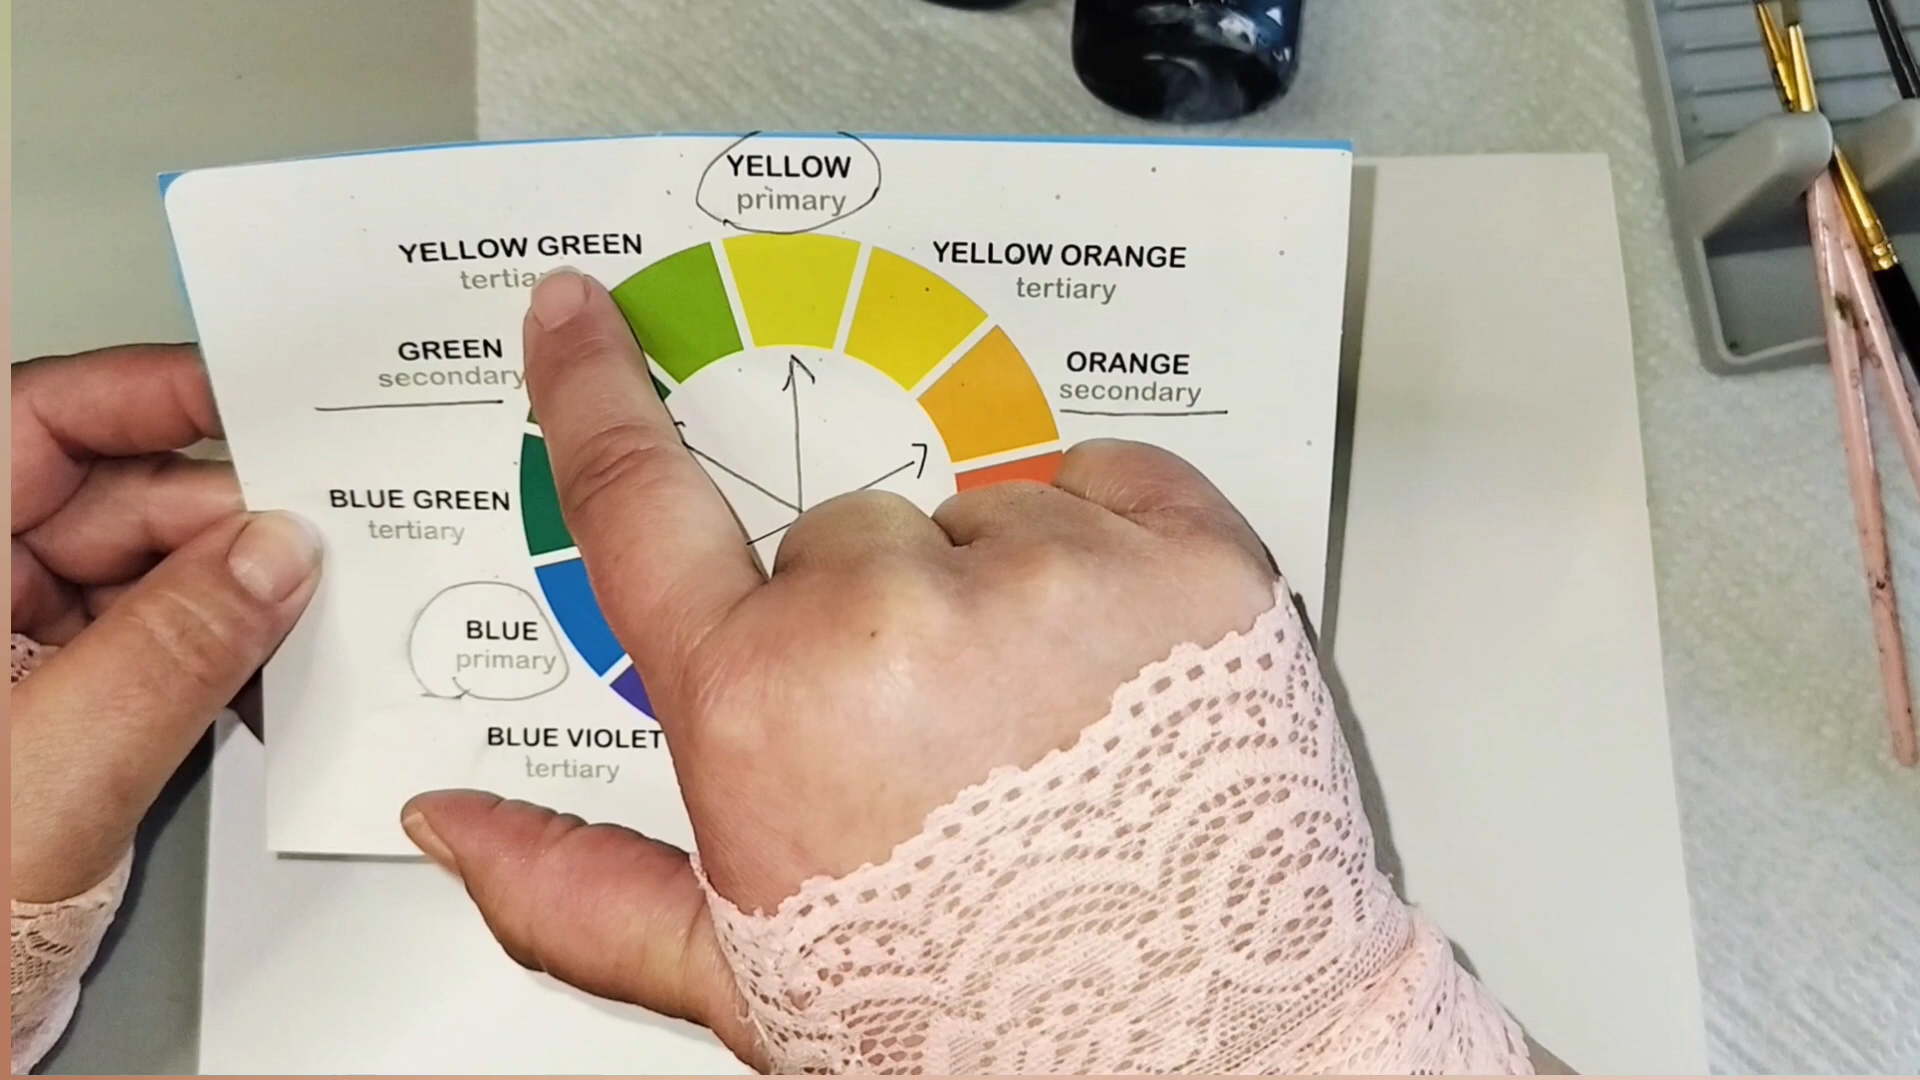 YELLOW
primary
YELLOW GREEN
tertia
YELLOW ORANGE
tertiary
GREEN
secondary
ORANGE
secondary
BLUE GREEN
tertiary
BLUE
primary
BLUE VIOLET
tertiary